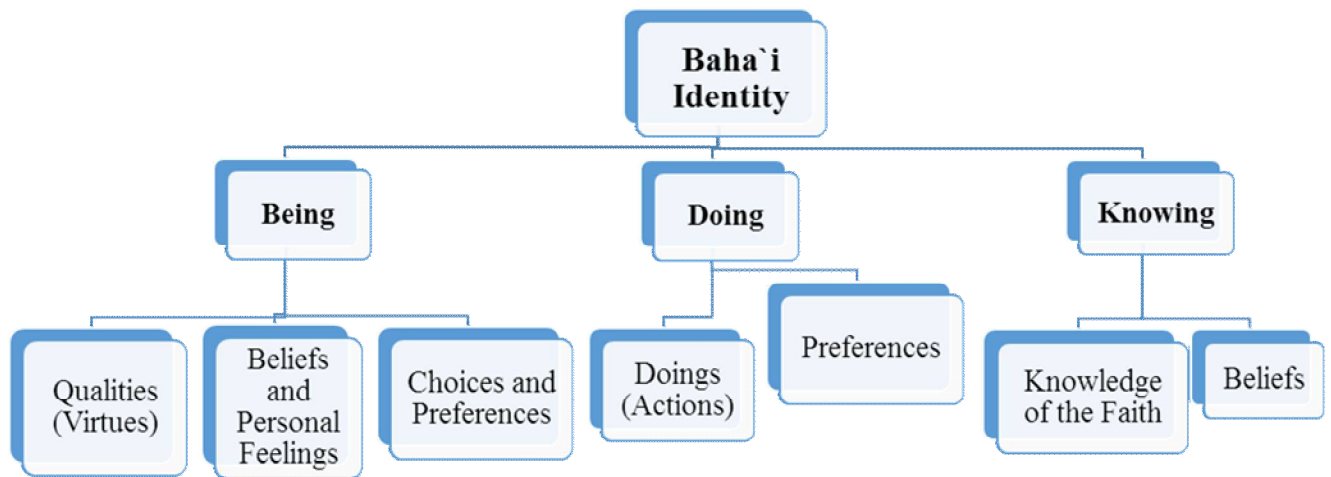 Baha`i
Identity
Being
Doing
Knowing
Qualities
(Virtues)
Beliefs
and
Personal
Feelings
Choices and
Preferences
Doings
(Actions)
Preferences
Knowledge
of the Faith
Beliefs